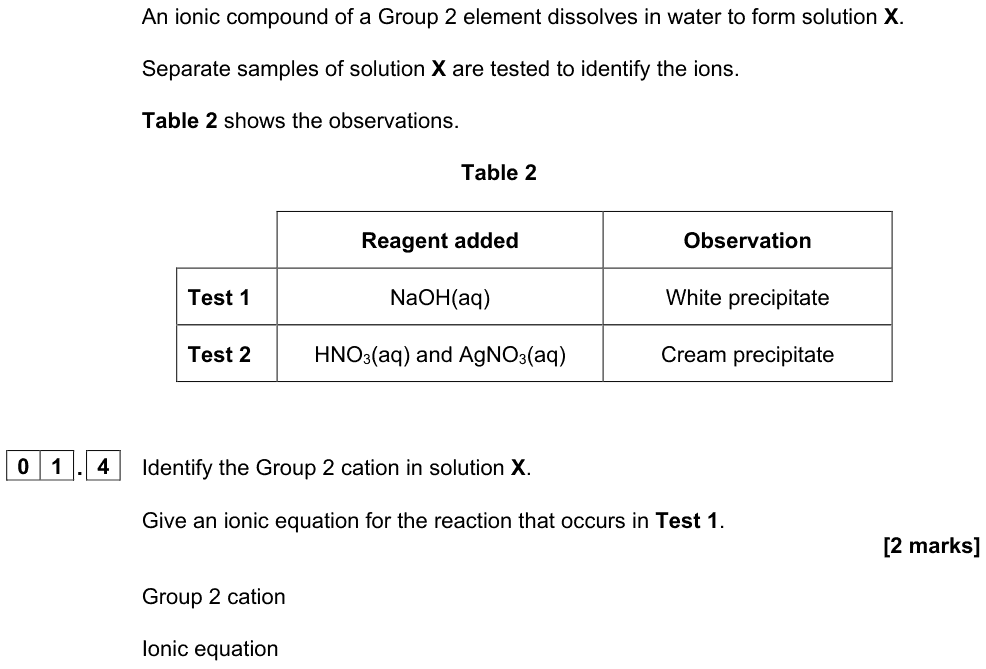 An ionic compound of a Group 2 element dissolves in water to form solution X.
Separate samples of solution X are tested to identify the ions.
Table 2 shows the observations.
Table 2
Reagent added Observation
Test 1 NaOH(aq) White precipitate
Test 2 HNO₃(aq) and AgNO₃(aq) Cream precipitate
0 1 . 4 Identify the Group 2 cation in solution X.
Give an ionic equation for the reaction that occurs in Test 1.
[2 marks]
Group 2 cation
Ionic equation